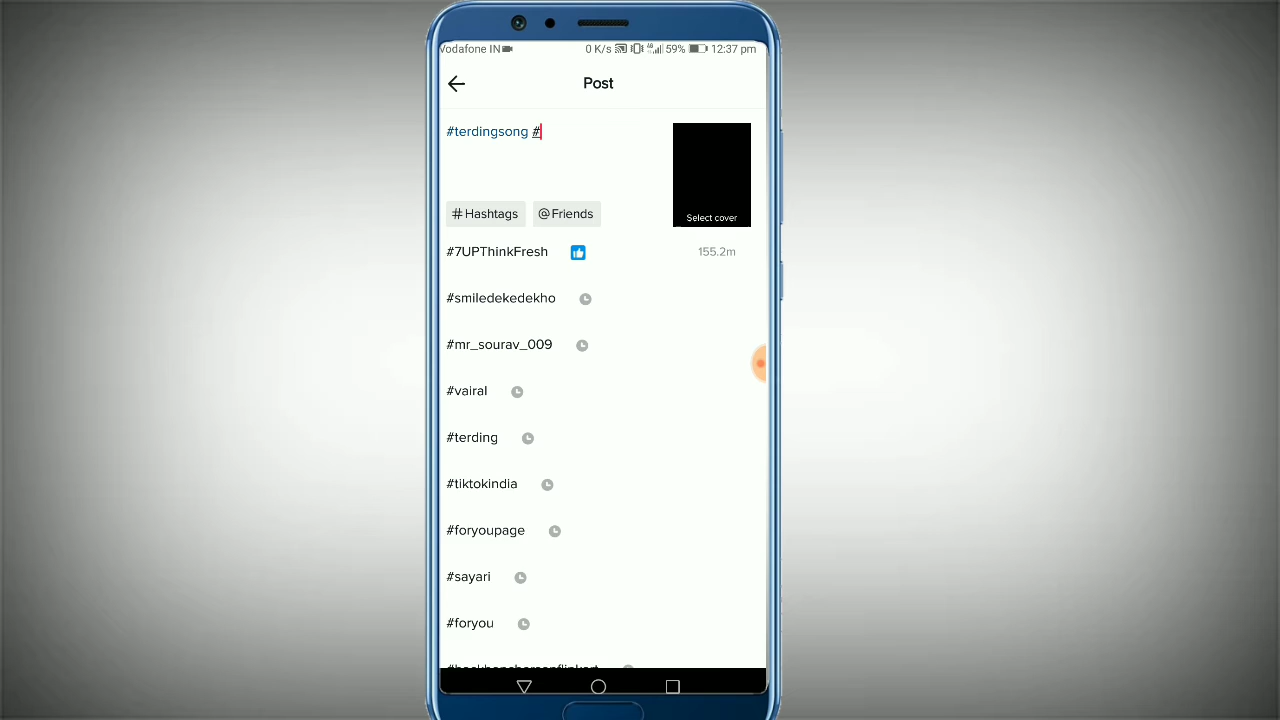 Vodafone IN 0 K/s 4G 59% 12:37 pm
Post
#terdingsong #
Select cover
# Hashtags @ Friends
#7UPThinkFresh 155.2m
#smiledekedekho
#mr_sourav_009
#vairal
#terding
#tiktokindia
#foryoupage
#sayari
#foryou